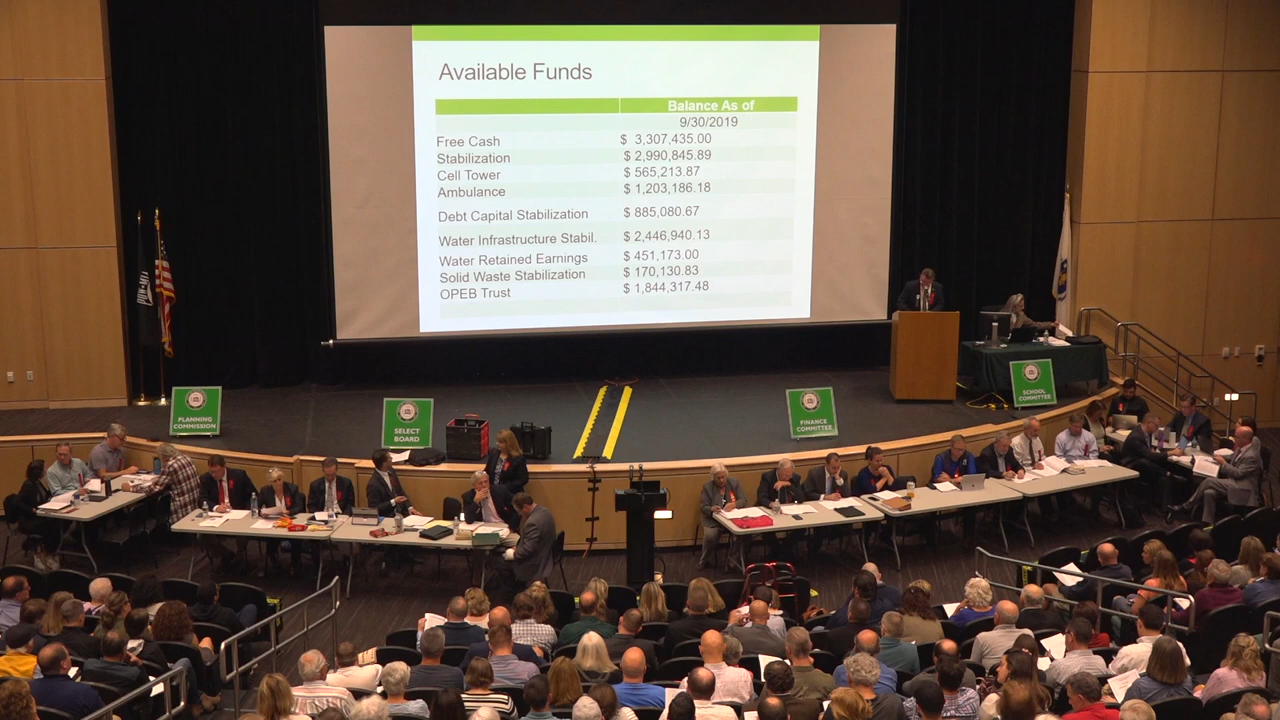 Available Funds
Balance As of
9/30/2019
Free Cash $ 3,307,435.00
Stabilization $ 2,990,845.89
Cell Tower $ 565,213.87
Ambulance $ 1,203,186.18
Debt Capital Stabilization $ 885,080.67
Water Infrastructure Stabil. $ 2,446,940.13
Water Retained Earnings $ 451,173.00
Solid Waste Stabilization $ 170,130.83
OPEB Trust $ 1,844,317.48
POW★MIA
PLANNING
COMMISSION
SELECT
BOARD
FINANCE
COMMITTEE
SCHOOL
COMMITTEE